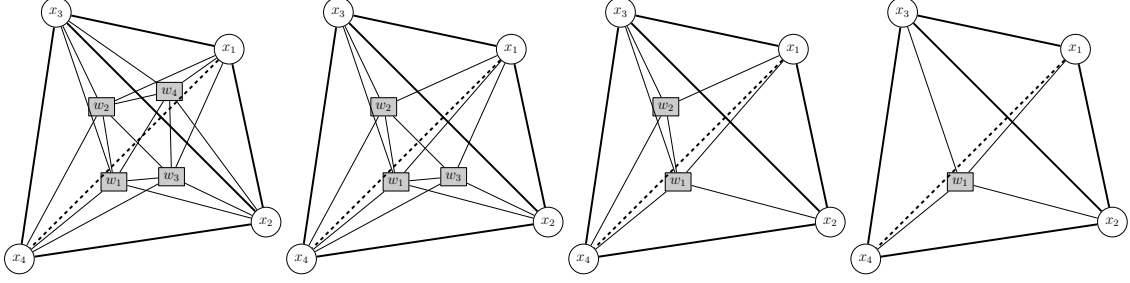 x₃ x₃ x₃ x₃
x₁ x₁ x₁ x₁
w₄
w₂ w₂ w₂
w₃ w₃
w₁ w₁ w₁ w₁
x₂ x₂ x₂ x₂
x₄ x₄ x₄ x₄